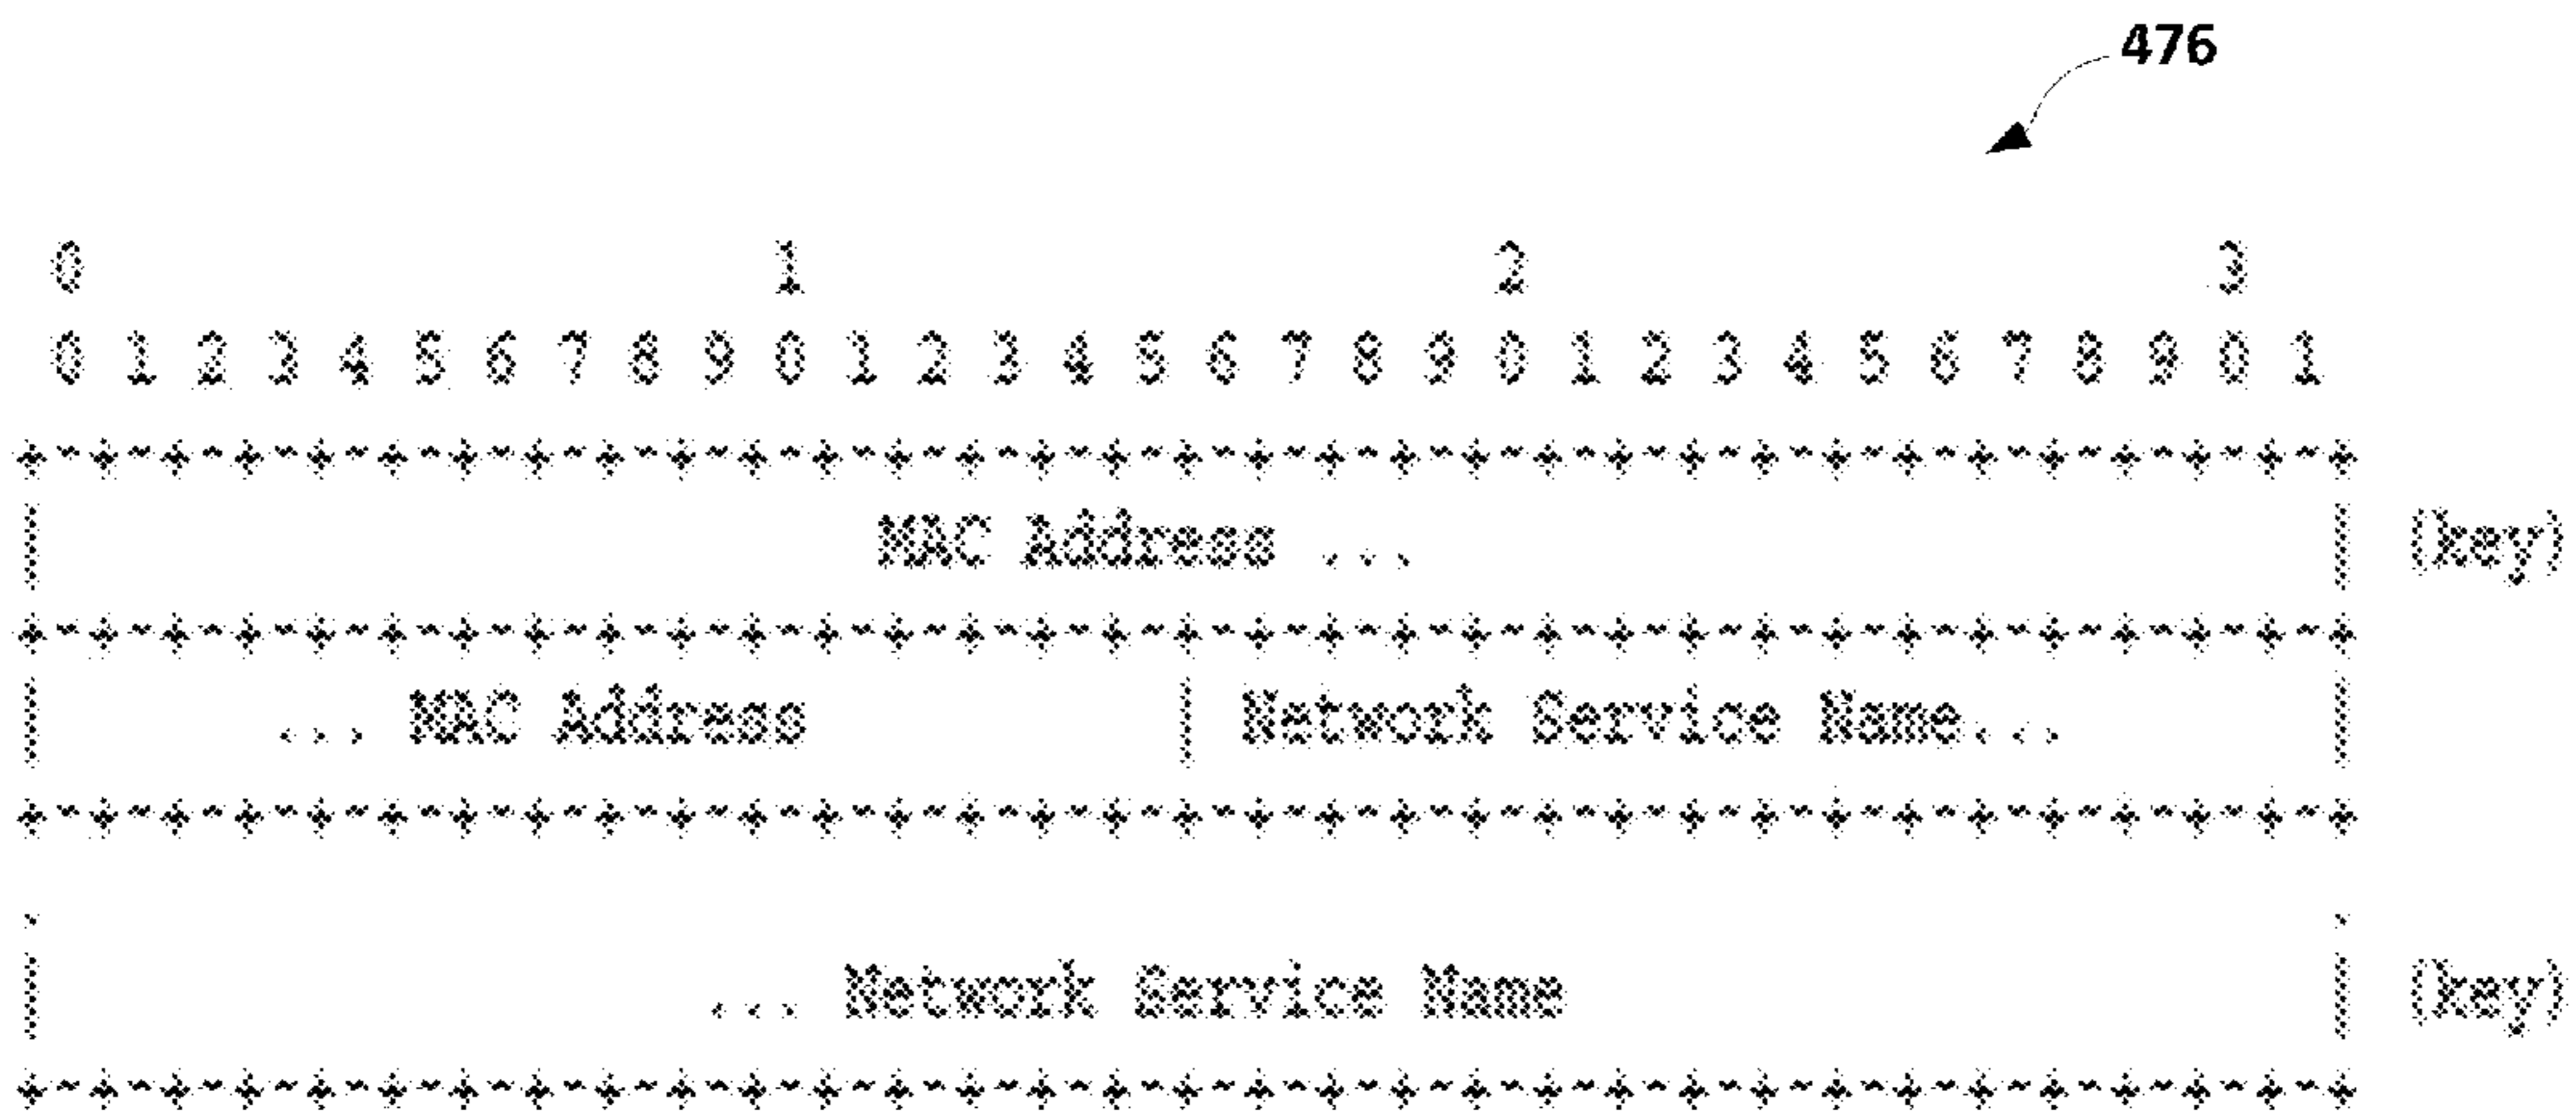 476
0 1 2 3
0 1 2 3 4 5 6 7 8 9 0 1 2 3 4 5 6 7 8 9 0 1 2 3 4 5 6 7 8 9 0 1
+-+-+-+-+-+-+-+-+-+-+-+-+-+-+-+-+-+-+-+-+-+-+-+-+-+-+-+-+-+-+-+-+
| MAC Address ... | (key)
+-+-+-+-+-+-+-+-+-+-+-+-+-+-+-+-+-+-+-+-+-+-+-+-+-+-+-+-+-+-+-+-+
| ... MAC Address | Network Service Name... |
+-+-+-+-+-+-+-+-+-+-+-+-+-+-+-+-+-+-+-+-+-+-+-+-+-+-+-+-+-+-+-+-+
. .
| ... Network Service Name | (key)
+-+-+-+-+-+-+-+-+-+-+-+-+-+-+-+-+-+-+-+-+-+-+-+-+-+-+-+-+-+-+-+-+